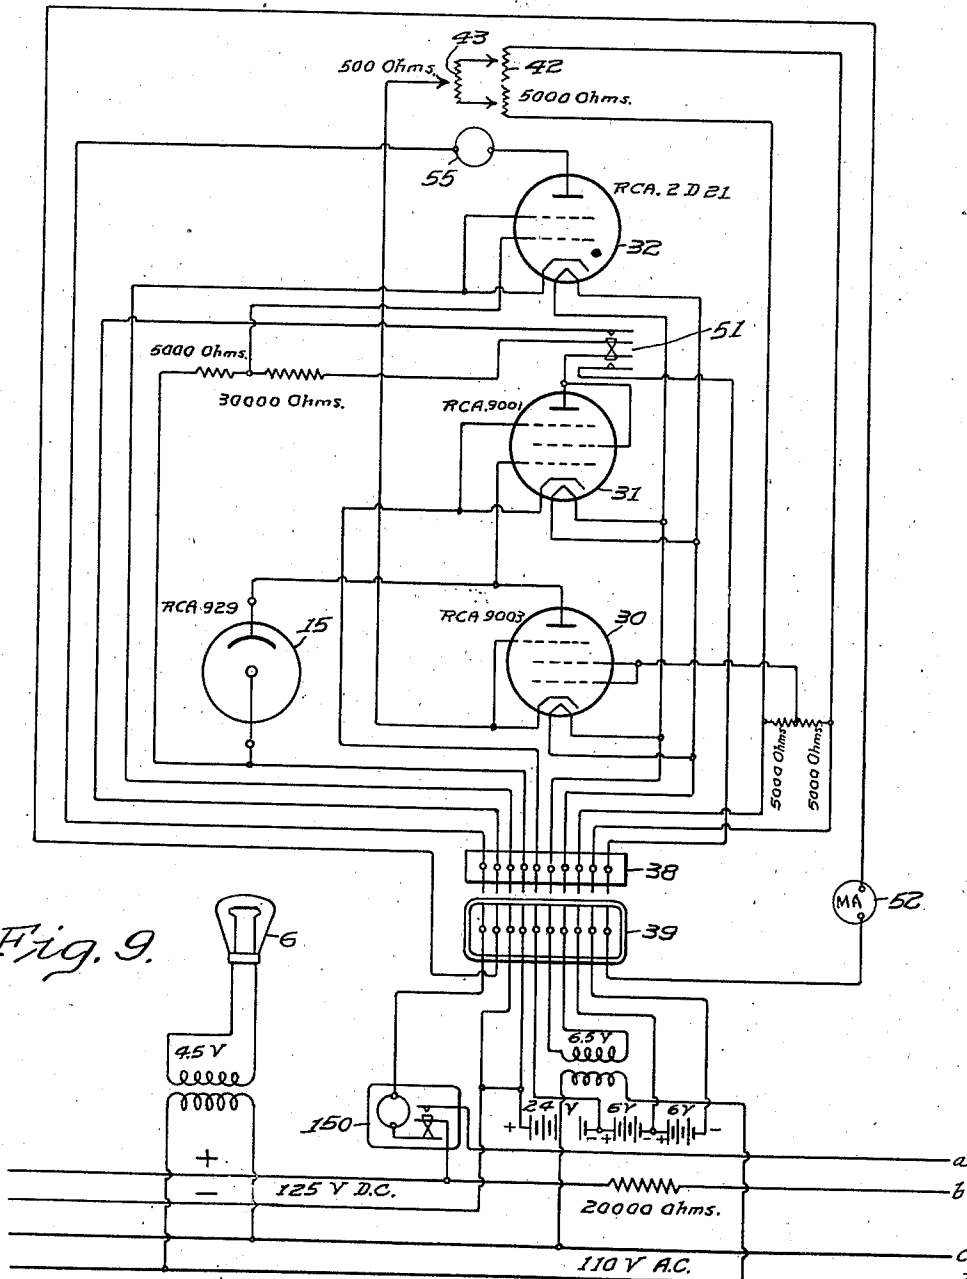 43
500 Ohms.
42
5000 Ohms.
55
RCA. 2 D 21
32
51
5000 Ohms.
30000 Ohms.
RCA.9001
31
RCA 929
15
RCA 9003
30
5000 Ohms
5000 Ohms.
38
MA
52
39
Fig. 9.
6
4.5 V
6.5 V
150
24 V
6V
6V
+
-
+
-
+
-
+
-
125 V D.C.
20000 Ohms.
110 V A.C.
a
b
c